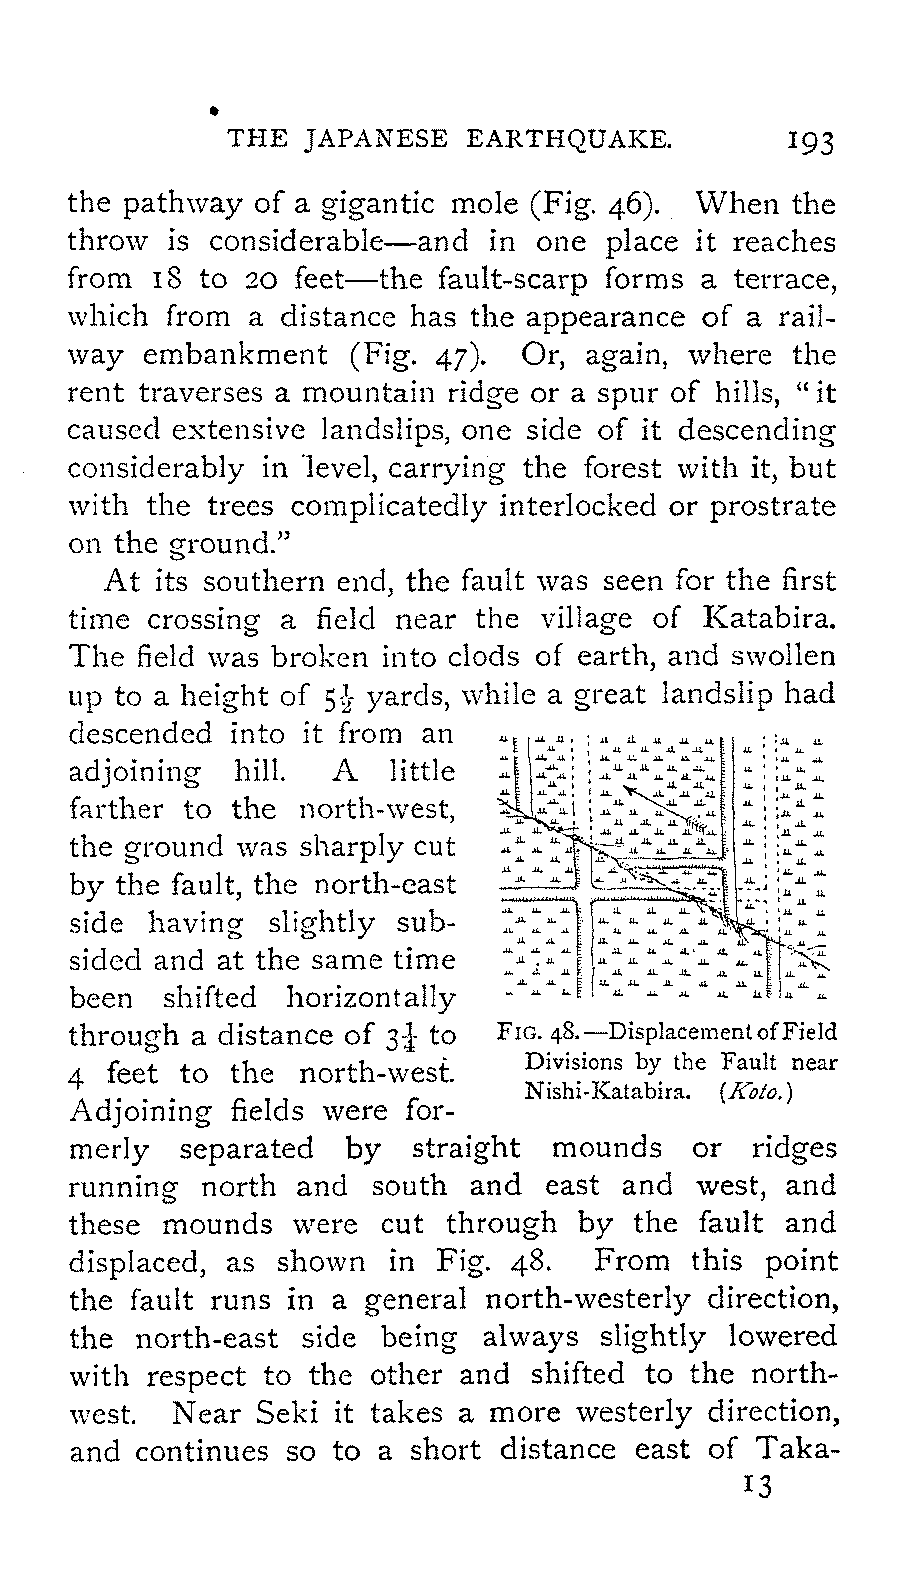 THE JAPANESE EARTHQUAKE. 193
the pathway of a gigantic mole (Fig. 46). When the
throw is considerable—and in one place it reaches
from 18 to 20 feet—the fault-scarp forms a terrace,
which from a distance has the appearance of a rail-
way embankment (Fig. 47). Or, again, where the
rent traverses a mountain ridge or a spur of hills, "it
caused extensive landslips, one side of it descending
considerably in level, carrying the forest with it, but
with the trees complicatedly interlocked or prostrate
on the ground."
At its southern end, the fault was seen for the first
time crossing a field near the village of Katabira.
The field was broken into clods of earth, and swollen
up to a height of 5½ yards, while a great landslip had
descended into it from an
adjoining hill. A little
farther to the north-west,
the ground was sharply cut
by the fault, the north-east
side having slightly sub-
sided and at the same time
been shifted horizontally
through a distance of 3¼ to
4 feet to the north-west.
Adjoining fields were for-
FIG. 48.—Displacement of Field
Divisions by the Fault near
Nishi-Katabira. (Koto.)
merly separated by straight mounds or ridges
running north and south and east and west, and
these mounds were cut through by the fault and
displaced, as shown in Fig. 48. From this point
the fault runs in a general north-westerly direction,
the north-east side being always slightly lowered
with respect to the other and shifted to the north-
west. Near Seki it takes a more westerly direction,
and continues so to a short distance east of Taka-
13